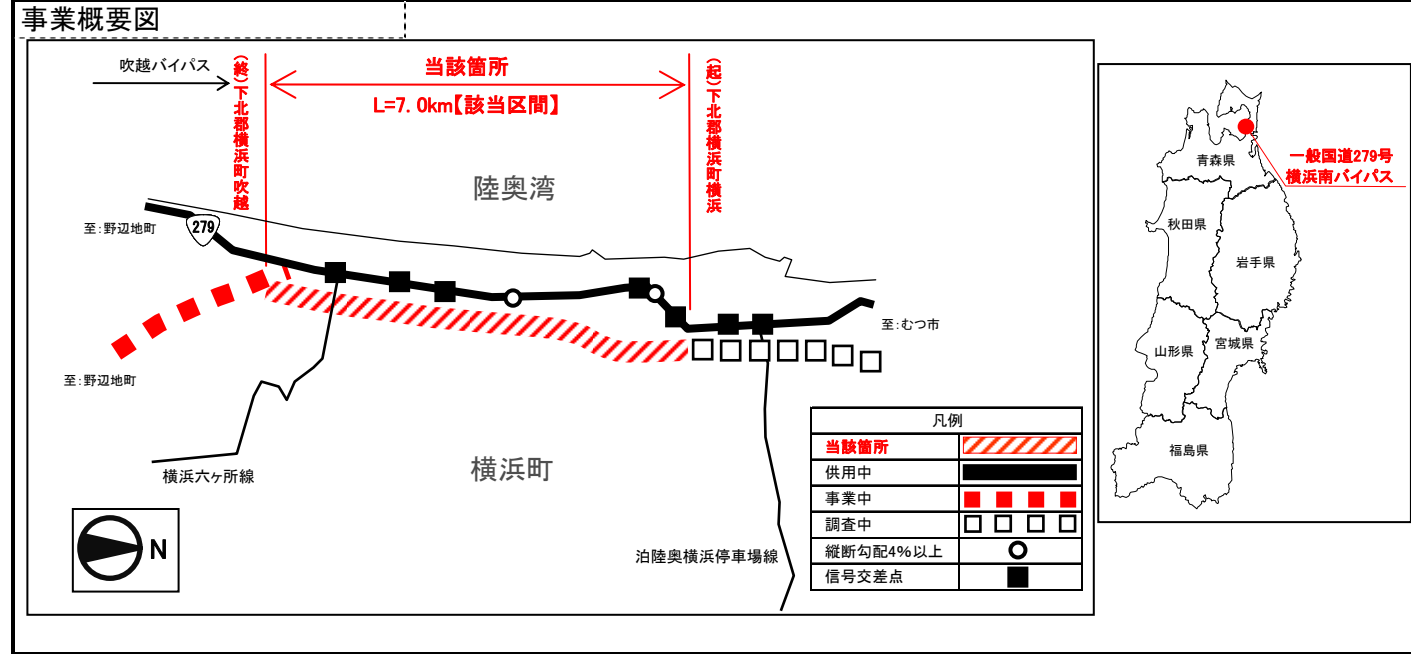 事業概要図
吹越バイパス
(終)下北郡横浜町吹越
当該箇所
L=7.0km【該当区間】
(起)下北郡横浜町横浜
陸奥湾
至:野辺地町
279
至:むつ市
至:野辺地町
横浜六ヶ所線
横浜町
泊陸奥横浜停車場線
N
凡例
当該箇所
供用中
事業中
調査中
縦断勾配4%以上
信号交差点
青森県
一般国道279号
横浜南バイパス
秋田県
岩手県
山形県
宮城県
福島県